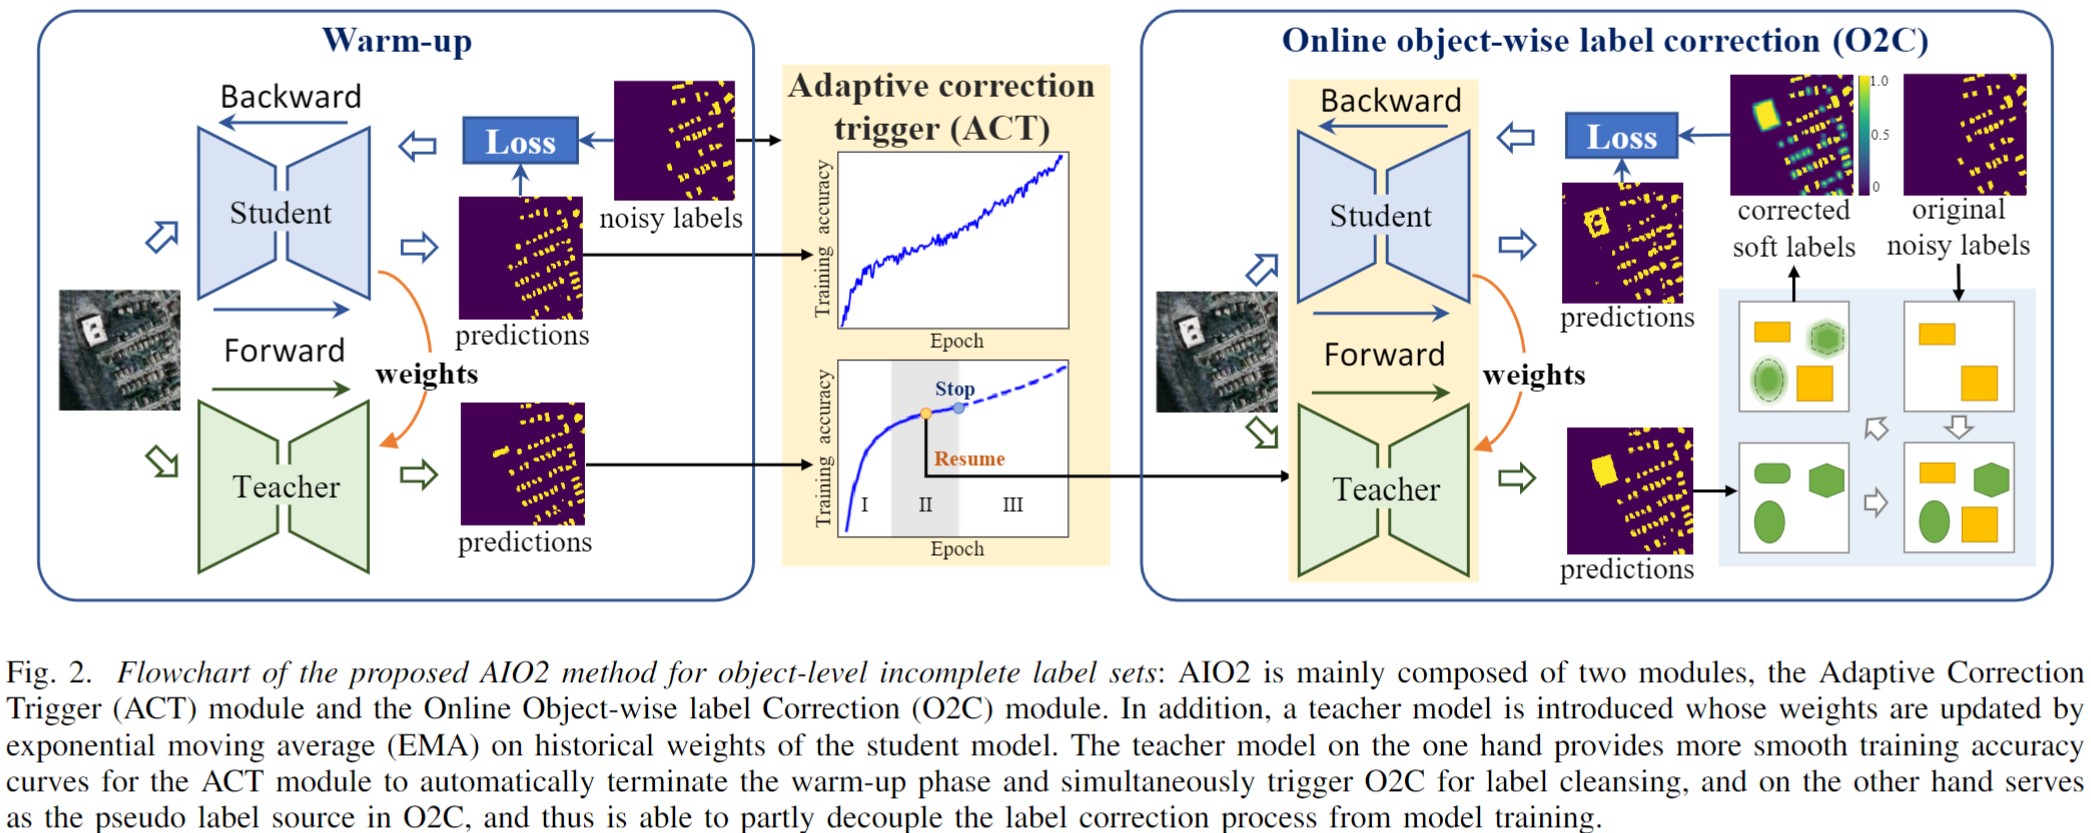 Warm-up
Backward
Loss
Student
noisy labels
predictions
Forward
weights
Teacher
predictions
Adaptive correction
trigger (ACT)
Training accuracy
Epoch
Training accuracy
Stop
Resume
I II III
Epoch
Online object-wise label correction (O2C)
Backward
Loss
1.0
0.5
0
Student
corrected
soft labels
original
noisy labels
predictions
Forward
weights
Teacher
predictions
Fig. 2. Flowchart of the proposed AIO2 method for object-level incomplete label sets: AIO2 is mainly composed of two modules, the Adaptive Correction
Trigger (ACT) module and the Online Object-wise label Correction (O2C) module. In addition, a teacher model is introduced whose weights are updated by
exponential moving average (EMA) on historical weights of the student model. The teacher model on the one hand provides more smooth training accuracy
curves for the ACT module to automatically terminate the warm-up phase and simultaneously trigger O2C for label cleansing, and on the other hand serves
as the pseudo label source in O2C, and thus is able to partly decouple the label correction process from model training.